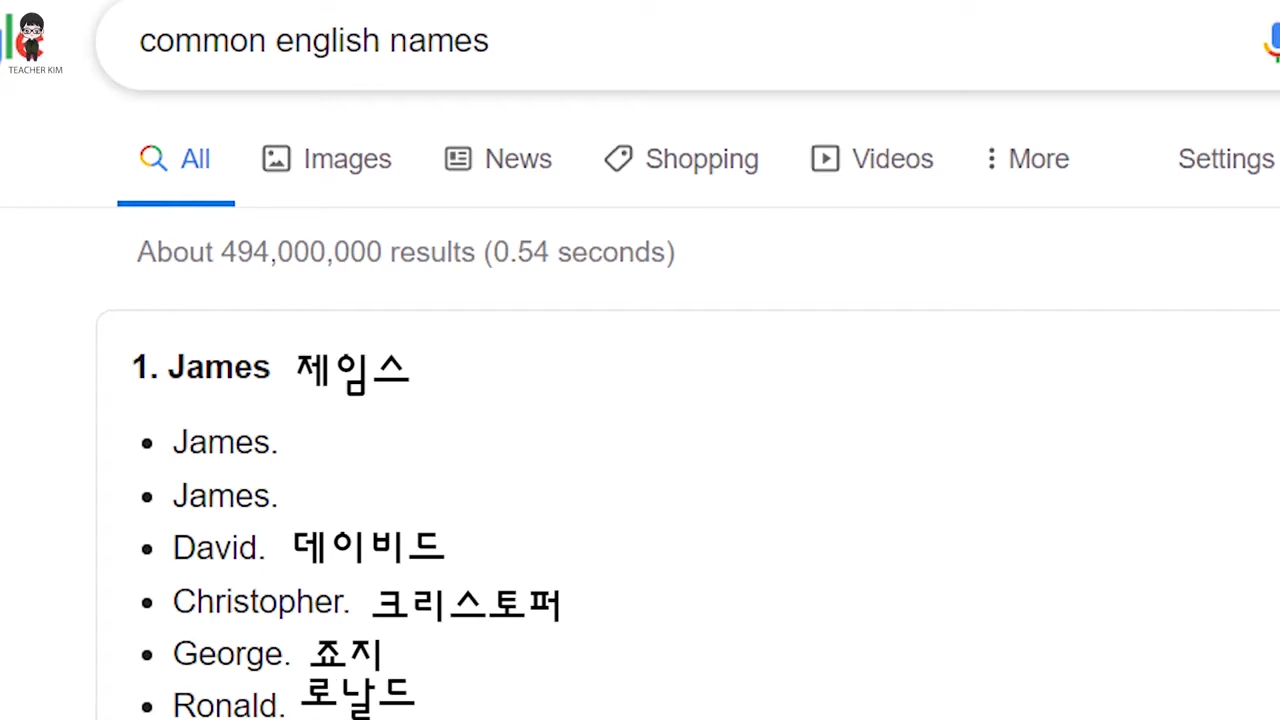 TEACHER KIM
common english names
All Images News Shopping Videos More Settings
About 494,000,000 results (0.54 seconds)
1. James 제임스
James.
James.
David. 데이비드
Christopher. 크리스토퍼
George. 죠지
Ronald. 로날드